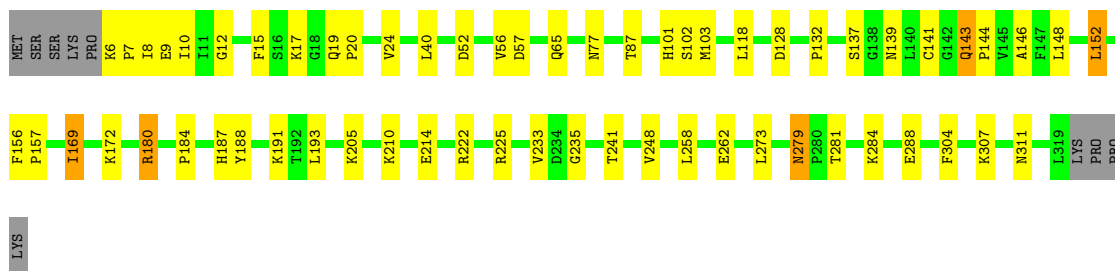 MET SER SER LYS PRO K6 P7 I8 E9 I10 I11 G12 F15 S16 K17 G18 Q19 P20 V24 L40 D52 V56 D57 Q65 N77 T87 H101 S102 M103 L118 D128 P132 S137 G138 N139 L140 C141 G142 Q143 P144 V145 A146 F147 L148 L152
F156 P157 I169 K172 R180 P184 H187 Y188 K191 T192 L193 K205 K210 E214 R222 R225 V233 D234 G235 T241 V248 L258 E262 L273 N279 P280 T281 K284 E288 F304 K307 N311 L319 LYS PRO PRO
LYS